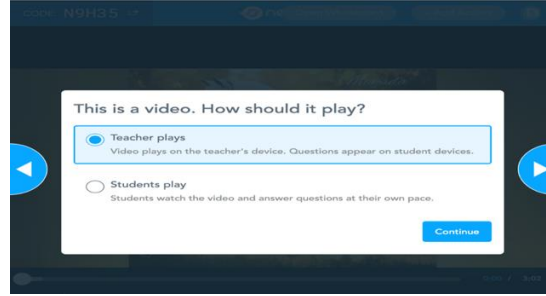 CODE N9H35
This is a video. How should it play?
Teacher plays
Video plays on the teacher's device. Questions appear on student devices.
Students play
Students watch the video and answer questions at their own pace.
Continue